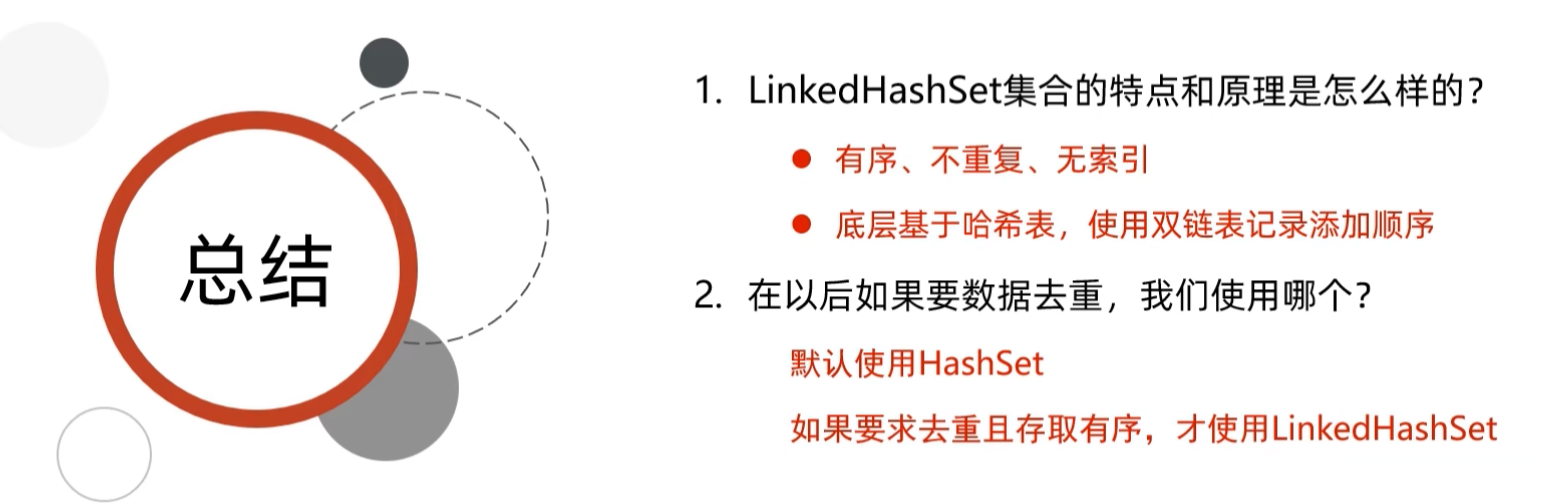 总结
1. LinkedHashSet集合的特点和原理是怎么样的？
● 有序、不重复、无索引
● 底层基于哈希表，使用双链表记录添加顺序
2. 在以后如果要数据去重，我们使用哪个？
默认使用HashSet
如果要求去重且存取有序，才使用LinkedHashSet